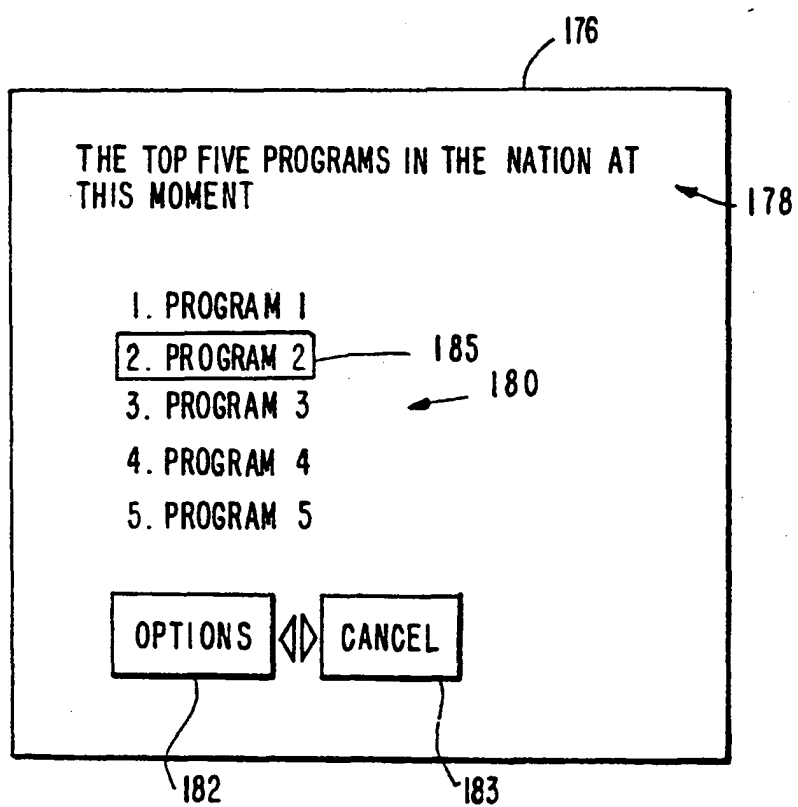 176
THE TOP FIVE PROGRAMS IN THE NATION AT
THIS MOMENT
178
1. PROGRAM 1
2. PROGRAM 2
185
3. PROGRAM 3
180
4. PROGRAM 4
5. PROGRAM 5
OPTIONS
CANCEL
182
183